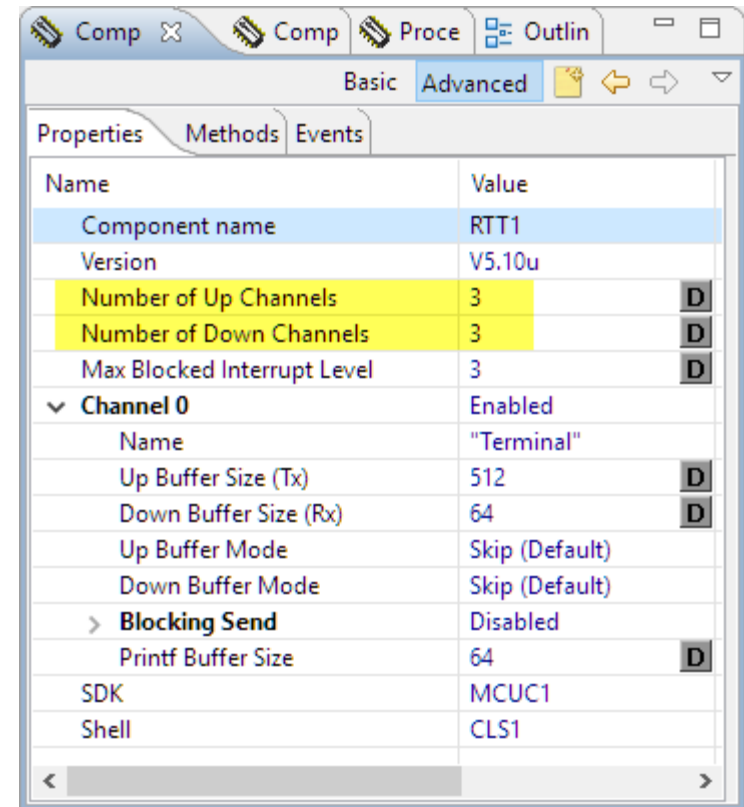 Comp Comp Proce Outlin
Basic Advanced
Properties Methods Events
Name Value
Component name RTT1
Version V5.10u
Number of Up Channels 3 D
Number of Down Channels 3 D
Max Blocked Interrupt Level 3 D
Channel 0 Enabled
Name "Terminal"
Up Buffer Size (Tx) 512 D
Down Buffer Size (Rx) 64 D
Up Buffer Mode Skip (Default)
Down Buffer Mode Skip (Default)
Blocking Send Disabled
Printf Buffer Size 64 D
SDK MCUC1
Shell CLS1